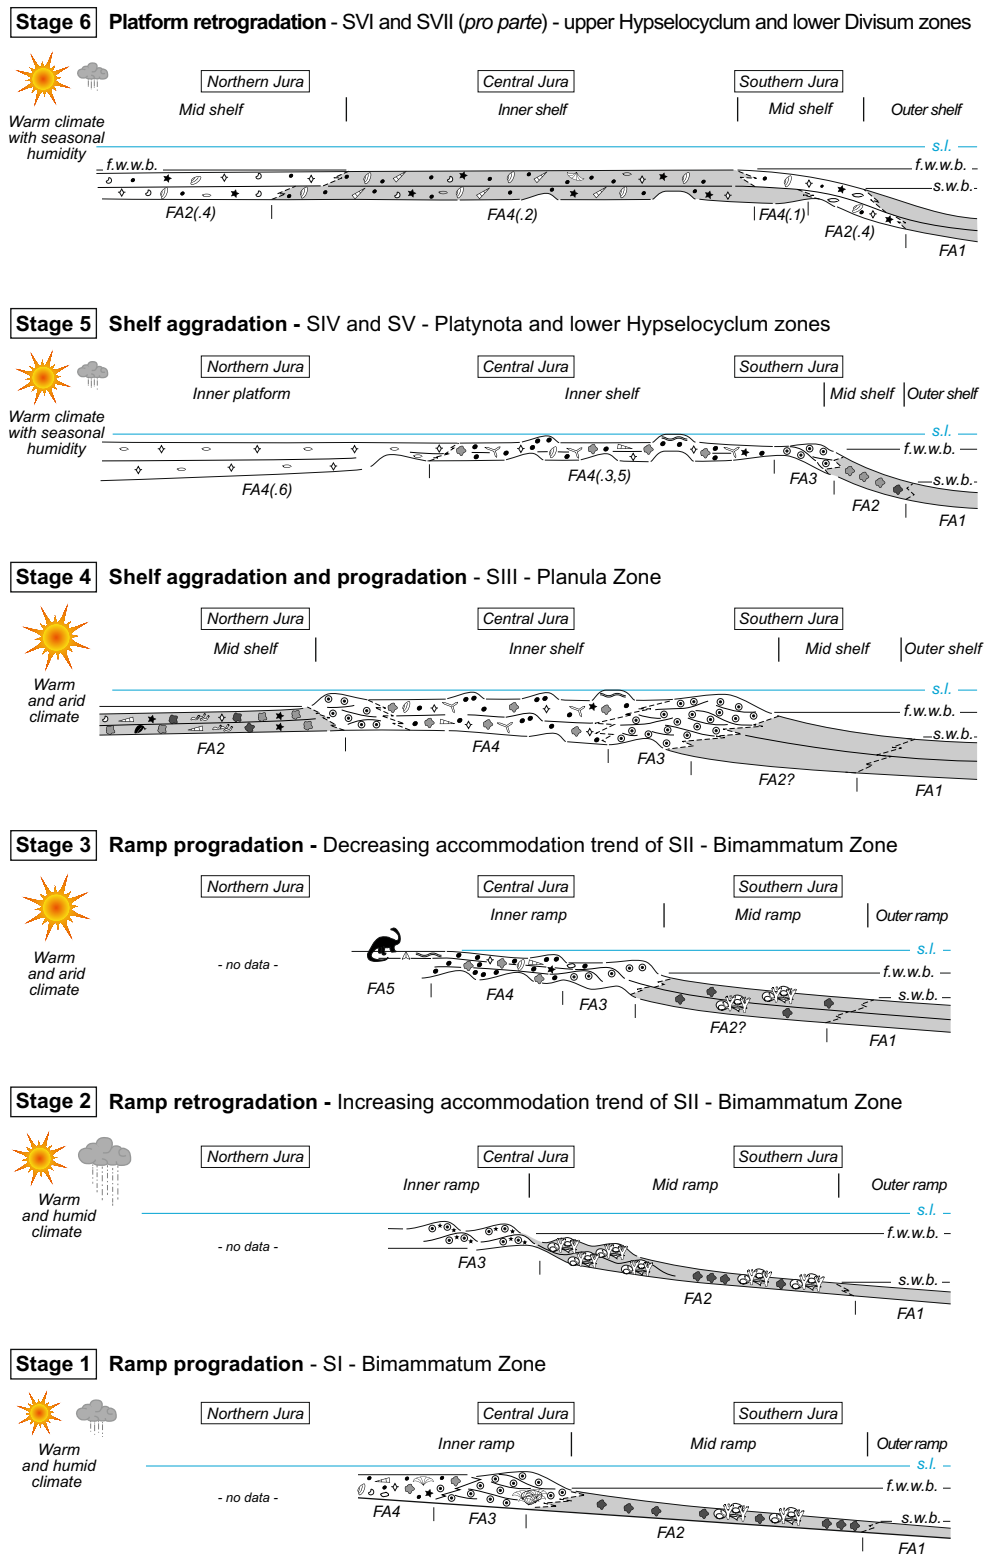 Stage 6 Platform retrogradation - SVI and SVII (pro parte) - upper Hypselocyclum and lower Divisum zones
Northern Jura Central Jura Southern Jura
Mid shelf Inner shelf Mid shelf Outer shelf
Warm climate
with seasonal
humidity
s.l.
f.w.w.b. f.w.w.b.
s.w.b.
FA2(.4) FA4(.2) FA4(.1) FA2(.4) FA1
Stage 5 Shelf aggradation - SIV and SV - Platynota and lower Hypselocyclum zones
Northern Jura Central Jura Southern Jura
Inner platform Inner shelf Mid shelf Outer shelf
Warm climate
with seasonal
humidity
s.l.
f.w.w.b.
s.w.b.
FA4(.6) FA4(.3,5) FA3 FA2 FA1
Stage 4 Shelf aggradation and progradation - SIII - Planula Zone
Northern Jura Central Jura Southern Jura
Mid shelf Inner shelf Mid shelf Outer shelf
Warm
and arid
climate
s.l.
f.w.w.b.
s.w.b.
FA2 FA4 FA3 FA2? FA1
Stage 3 Ramp progradation - Decreasing accommodation trend of SII - Bimammatum Zone
Northern Jura Central Jura Southern Jura
Inner ramp Mid ramp Outer ramp
Warm
and arid
climate
- no data -
s.l.
f.w.w.b.
s.w.b.
FA5 FA4 FA3 FA2? FA1
Stage 2 Ramp retrogradation - Increasing accommodation trend of SII - Bimammatum Zone
Northern Jura Central Jura Southern Jura
Inner ramp Mid ramp Outer ramp
Warm
and humid
climate
- no data -
s.l.
f.w.w.b.
s.w.b.
FA3 FA2 FA1
Stage 1 Ramp progradation - SI - Bimammatum Zone
Northern Jura Central Jura Southern Jura
Inner ramp Mid ramp Outer ramp
Warm
and humid
climate
- no data -
s.l.
f.w.w.b.
s.w.b.
FA4 FA3 FA2 FA1